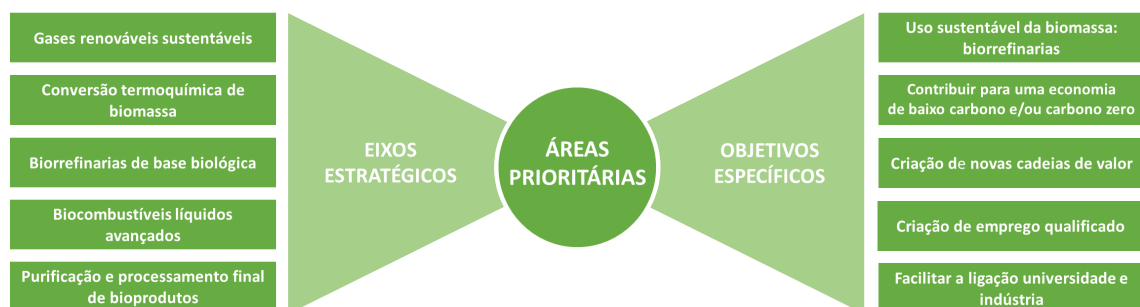 Gases renováveis sustentáveis
Conversão termoquímica de
biomassa
Biorrefinarias de base biológica
Biocombustíveis líquidos
avançados
Purificação e processamento final
de bioprodutos
EIXOS
ESTRATÉGICOS
ÁREAS
PRIORITÁRIAS
OBJETIVOS
ESPECÍFICOS
Uso sustentável da biomassa:
biorrefinarias
Contribuir para uma economia
de baixo carbono e/ou carbono zero
Criação de novas cadeias de valor
Criação de emprego qualificado
Facilitar a ligação universidade e
indústria